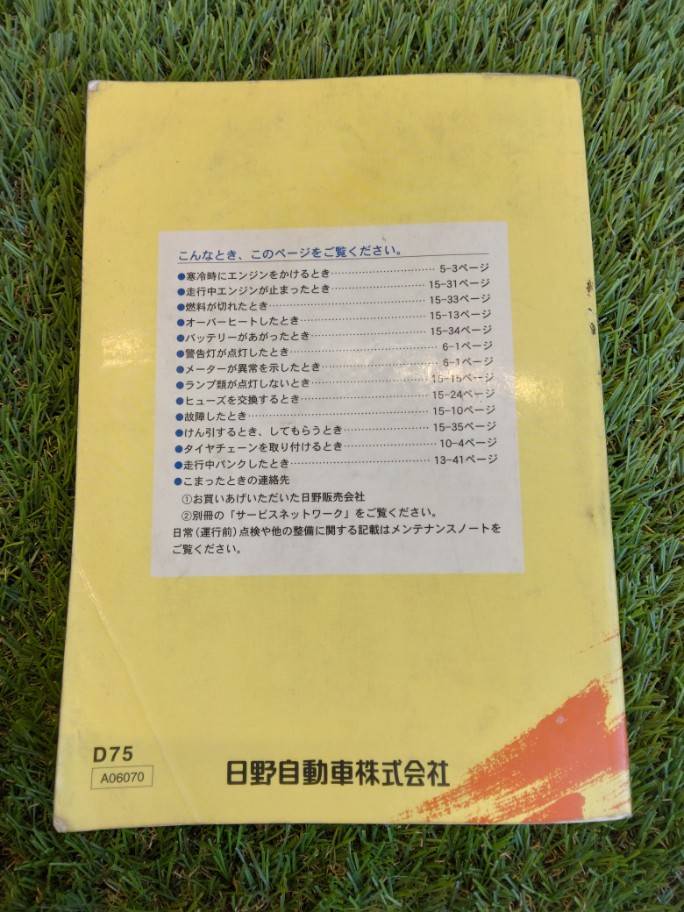 こんなとき、このページをご覧ください。
●寒冷時にエンジンをかけるとき………………………… 5-3ページ
●走行中エンジンが止まったとき………………………… 15-31ページ
●燃料が切れたとき………………………… 15-33ページ
●オーバーヒートしたとき………………………… 15-13ページ
●バッテリーがあがったとき………………………… 15-34ページ
●警告灯が点灯したとき………………………… 6-1ページ
●メーターが異常を示したとき………………………… 6-1ページ
●ランプ類が点灯しないとき………………………… 15-15ページ
●ヒューズを交換するとき………………………… 15-24ページ
●故障したとき………………………… 15-10ページ
●けん引するとき、してもらうとき………………………… 15-35ページ
●タイヤチェーンを取り付けるとき………………………… 10-4ページ
●走行中パンクしたとき………………………… 13-41ページ
●こまったときの連絡先
①お買いあげいただいた日野販売会社
②別冊の「サービスネットワーク」をご覧ください。
日常(運行前)点検や他の整備に関する記載はメンテナンスノートを
ご覧ください。
D75
A06070
日野自動車株式会社